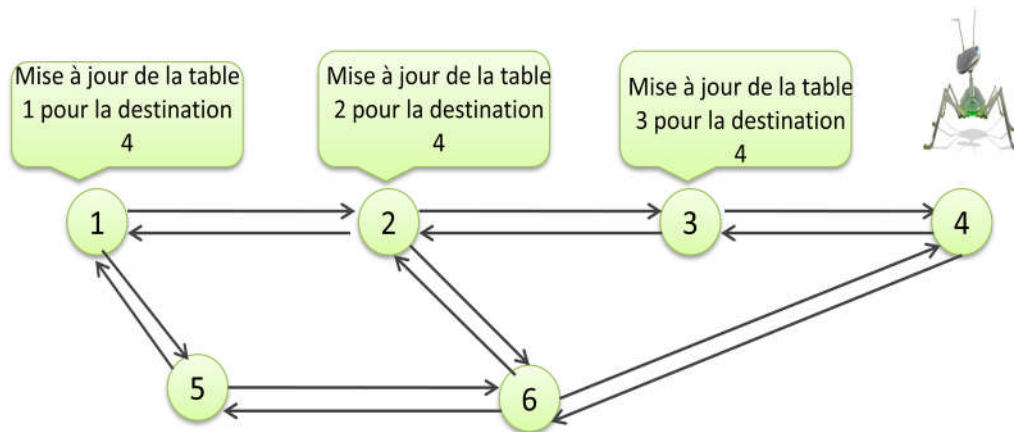 Mise à jour de la table
1 pour la destination
4
Mise à jour de la table
2 pour la destination
4
Mise à jour de la table
3 pour la destination
4
1
2
3
4
5
6